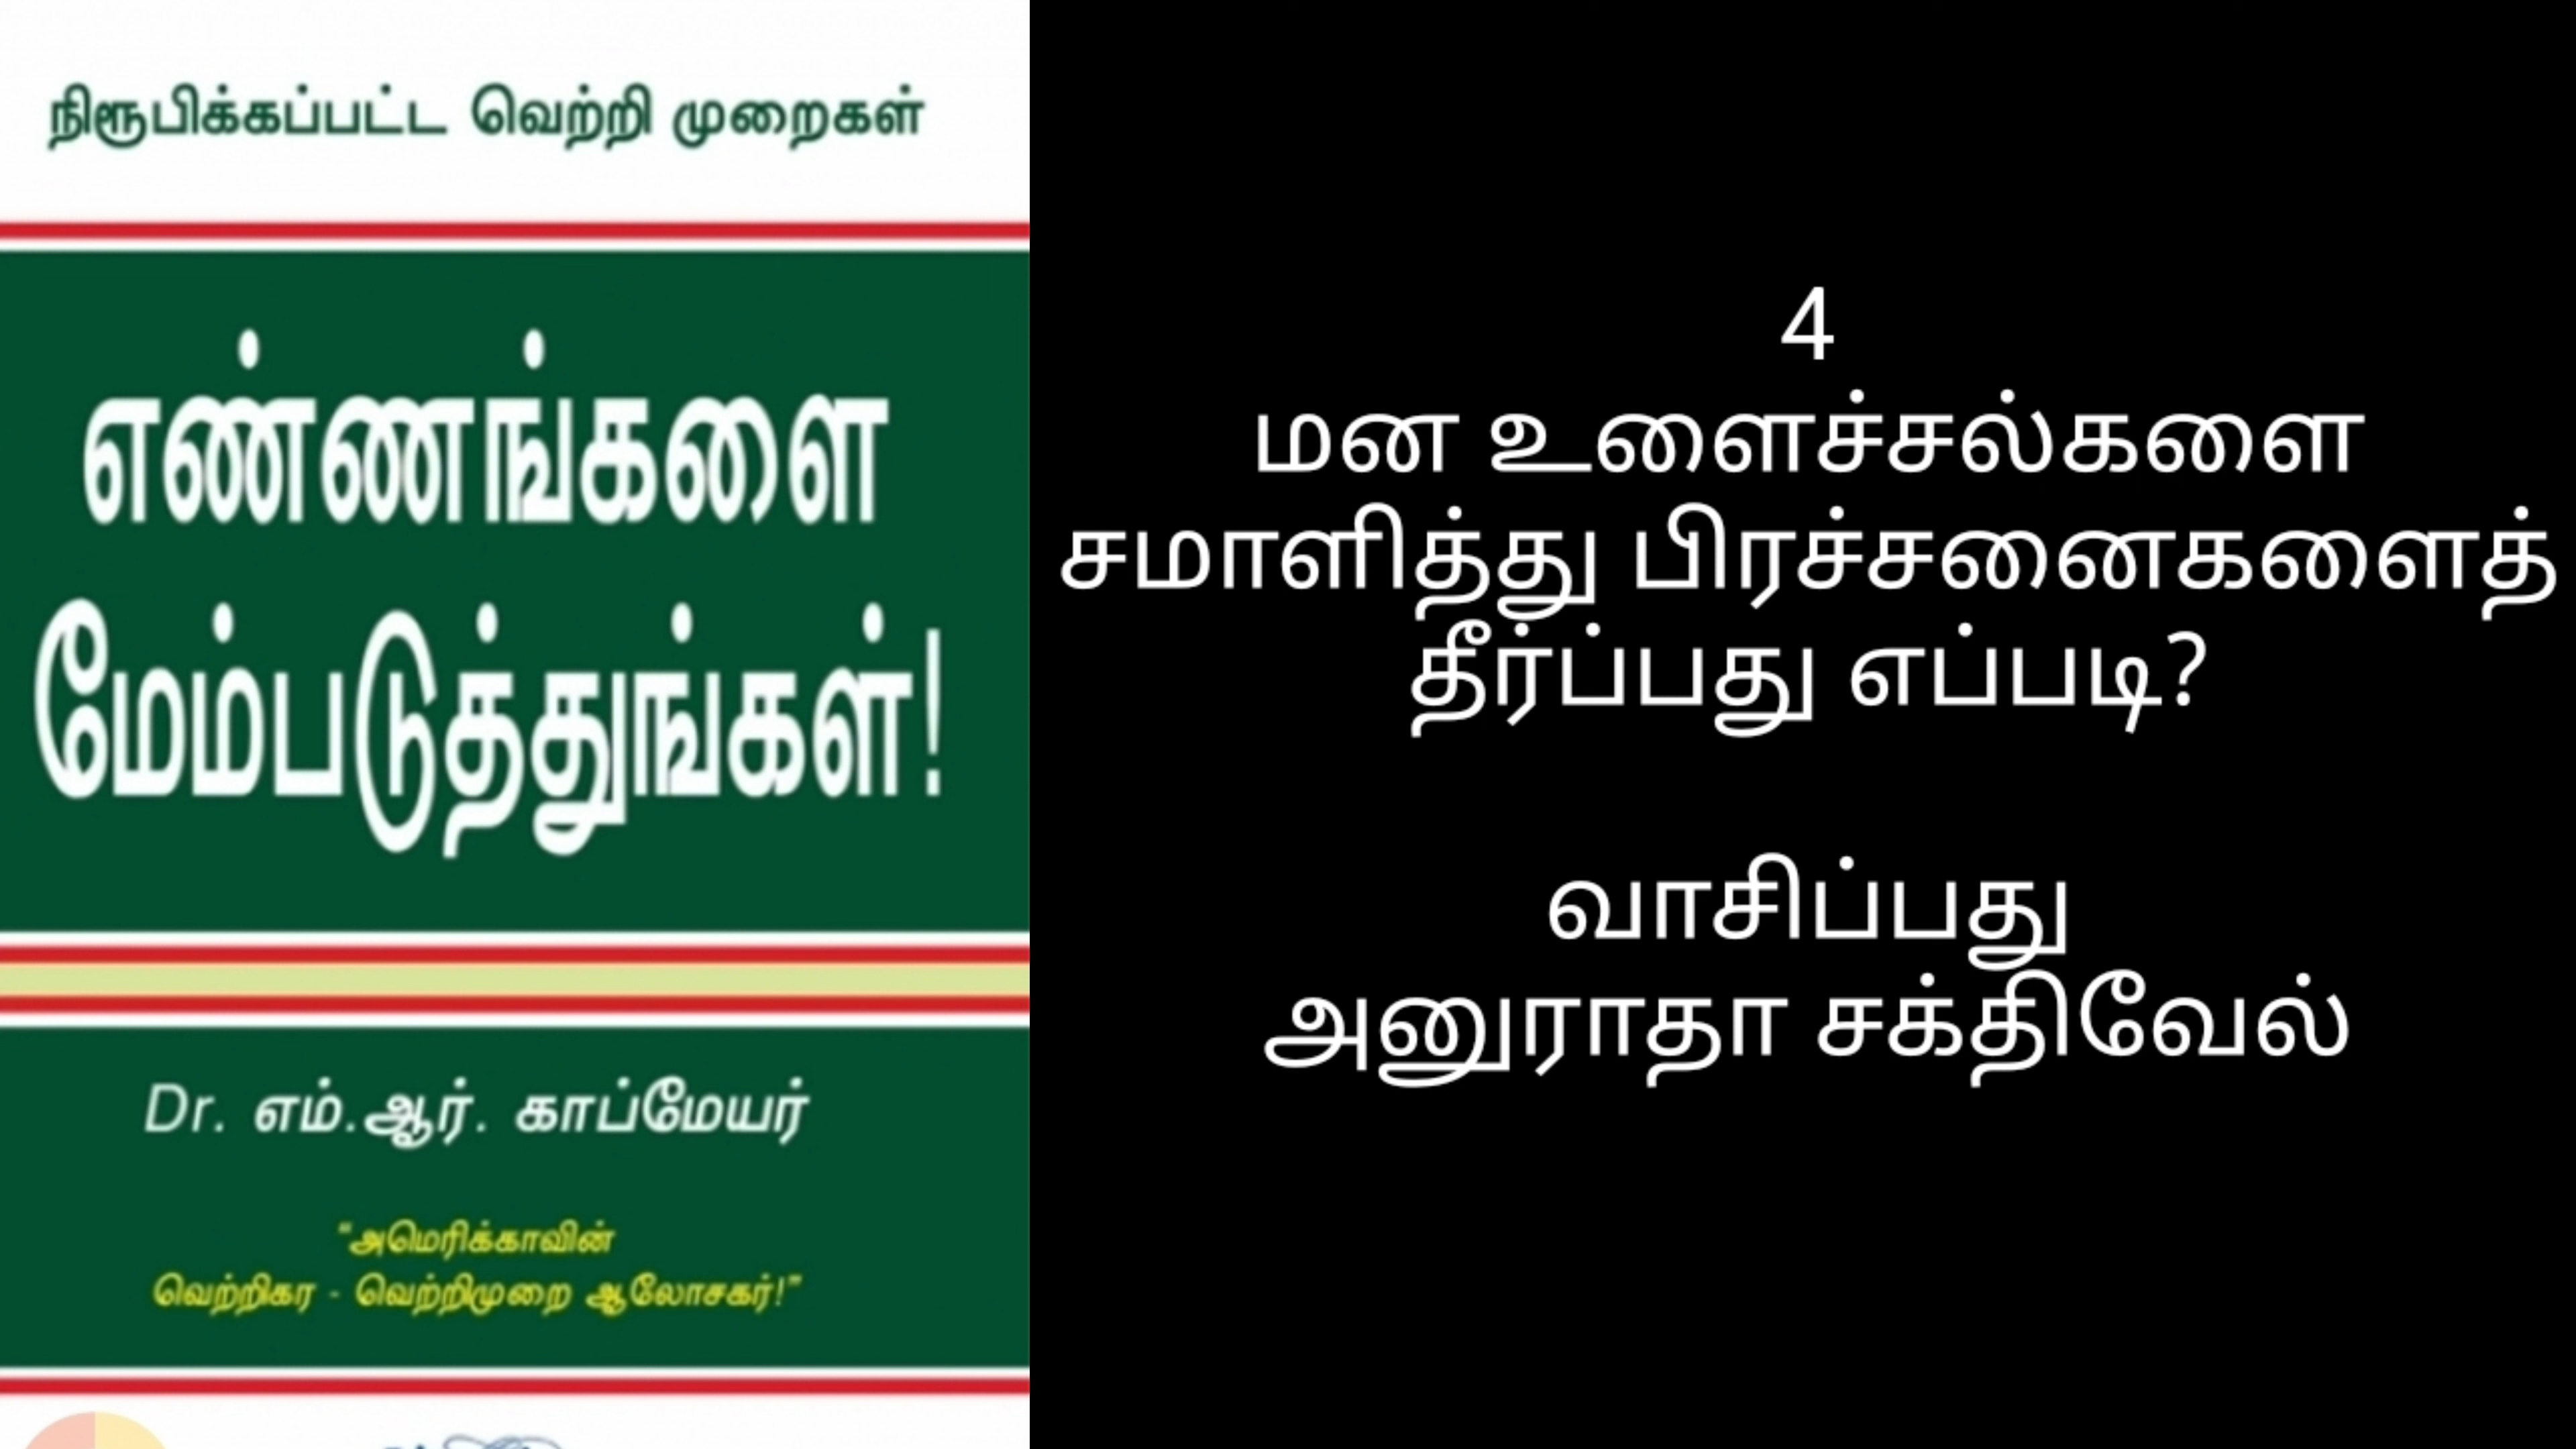 நிரூபிக்கப்பட்ட வெற்றி முறைகள்
எண்ணங்களை
மேம்படுத்துங்கள்!
Dr. எம்.ஆர். காப்மேயர்
"அமெரிக்காவின்
வெற்றிகர - வெற்றிமுறை ஆலோசகர்!"
4
மன உளைச்சல்களை
சமாளித்து பிரச்சனைகளைத்
தீர்ப்பது எப்படி?
வாசிப்பது
அனுராதா சக்திவேல்